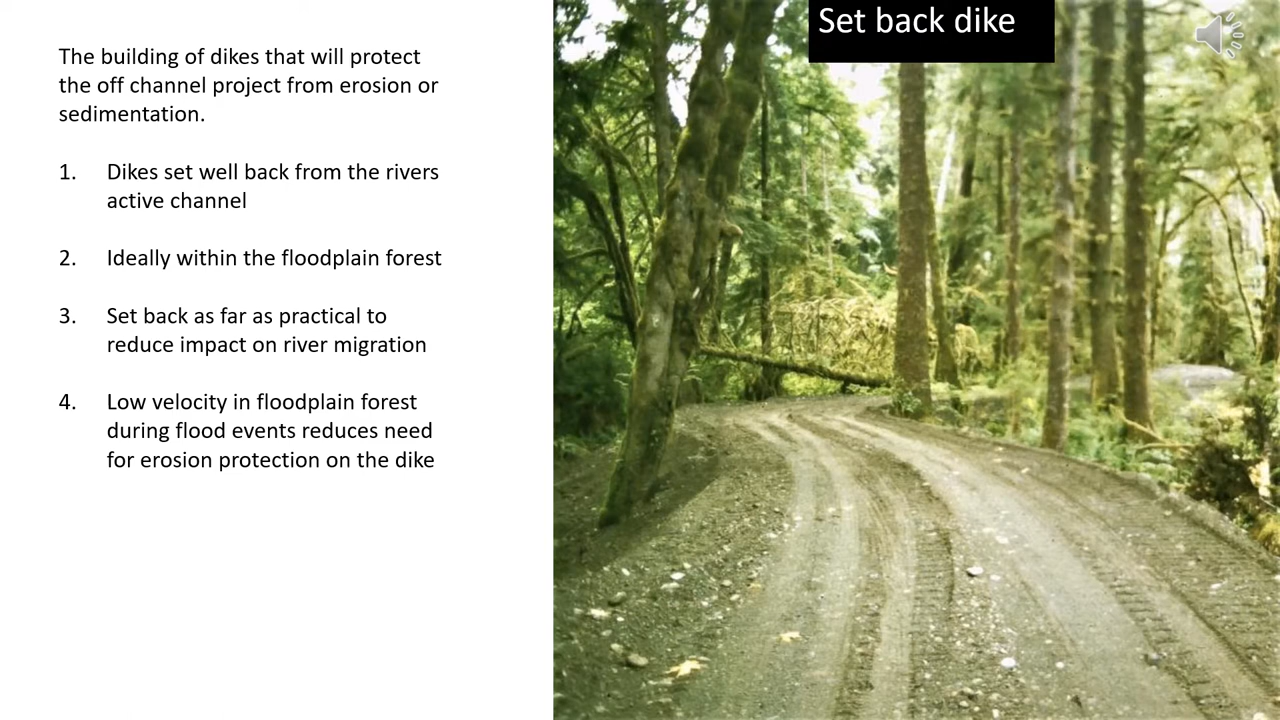 Set back dike
The building of dikes that will protect
the off channel project from erosion or
sedimentation.
1. Dikes set well back from the rivers
active channel
2. Ideally within the floodplain forest
3. Set back as far as practical to
reduce impact on river migration
4. Low velocity in floodplain forest
during flood events reduces need
for erosion protection on the dike